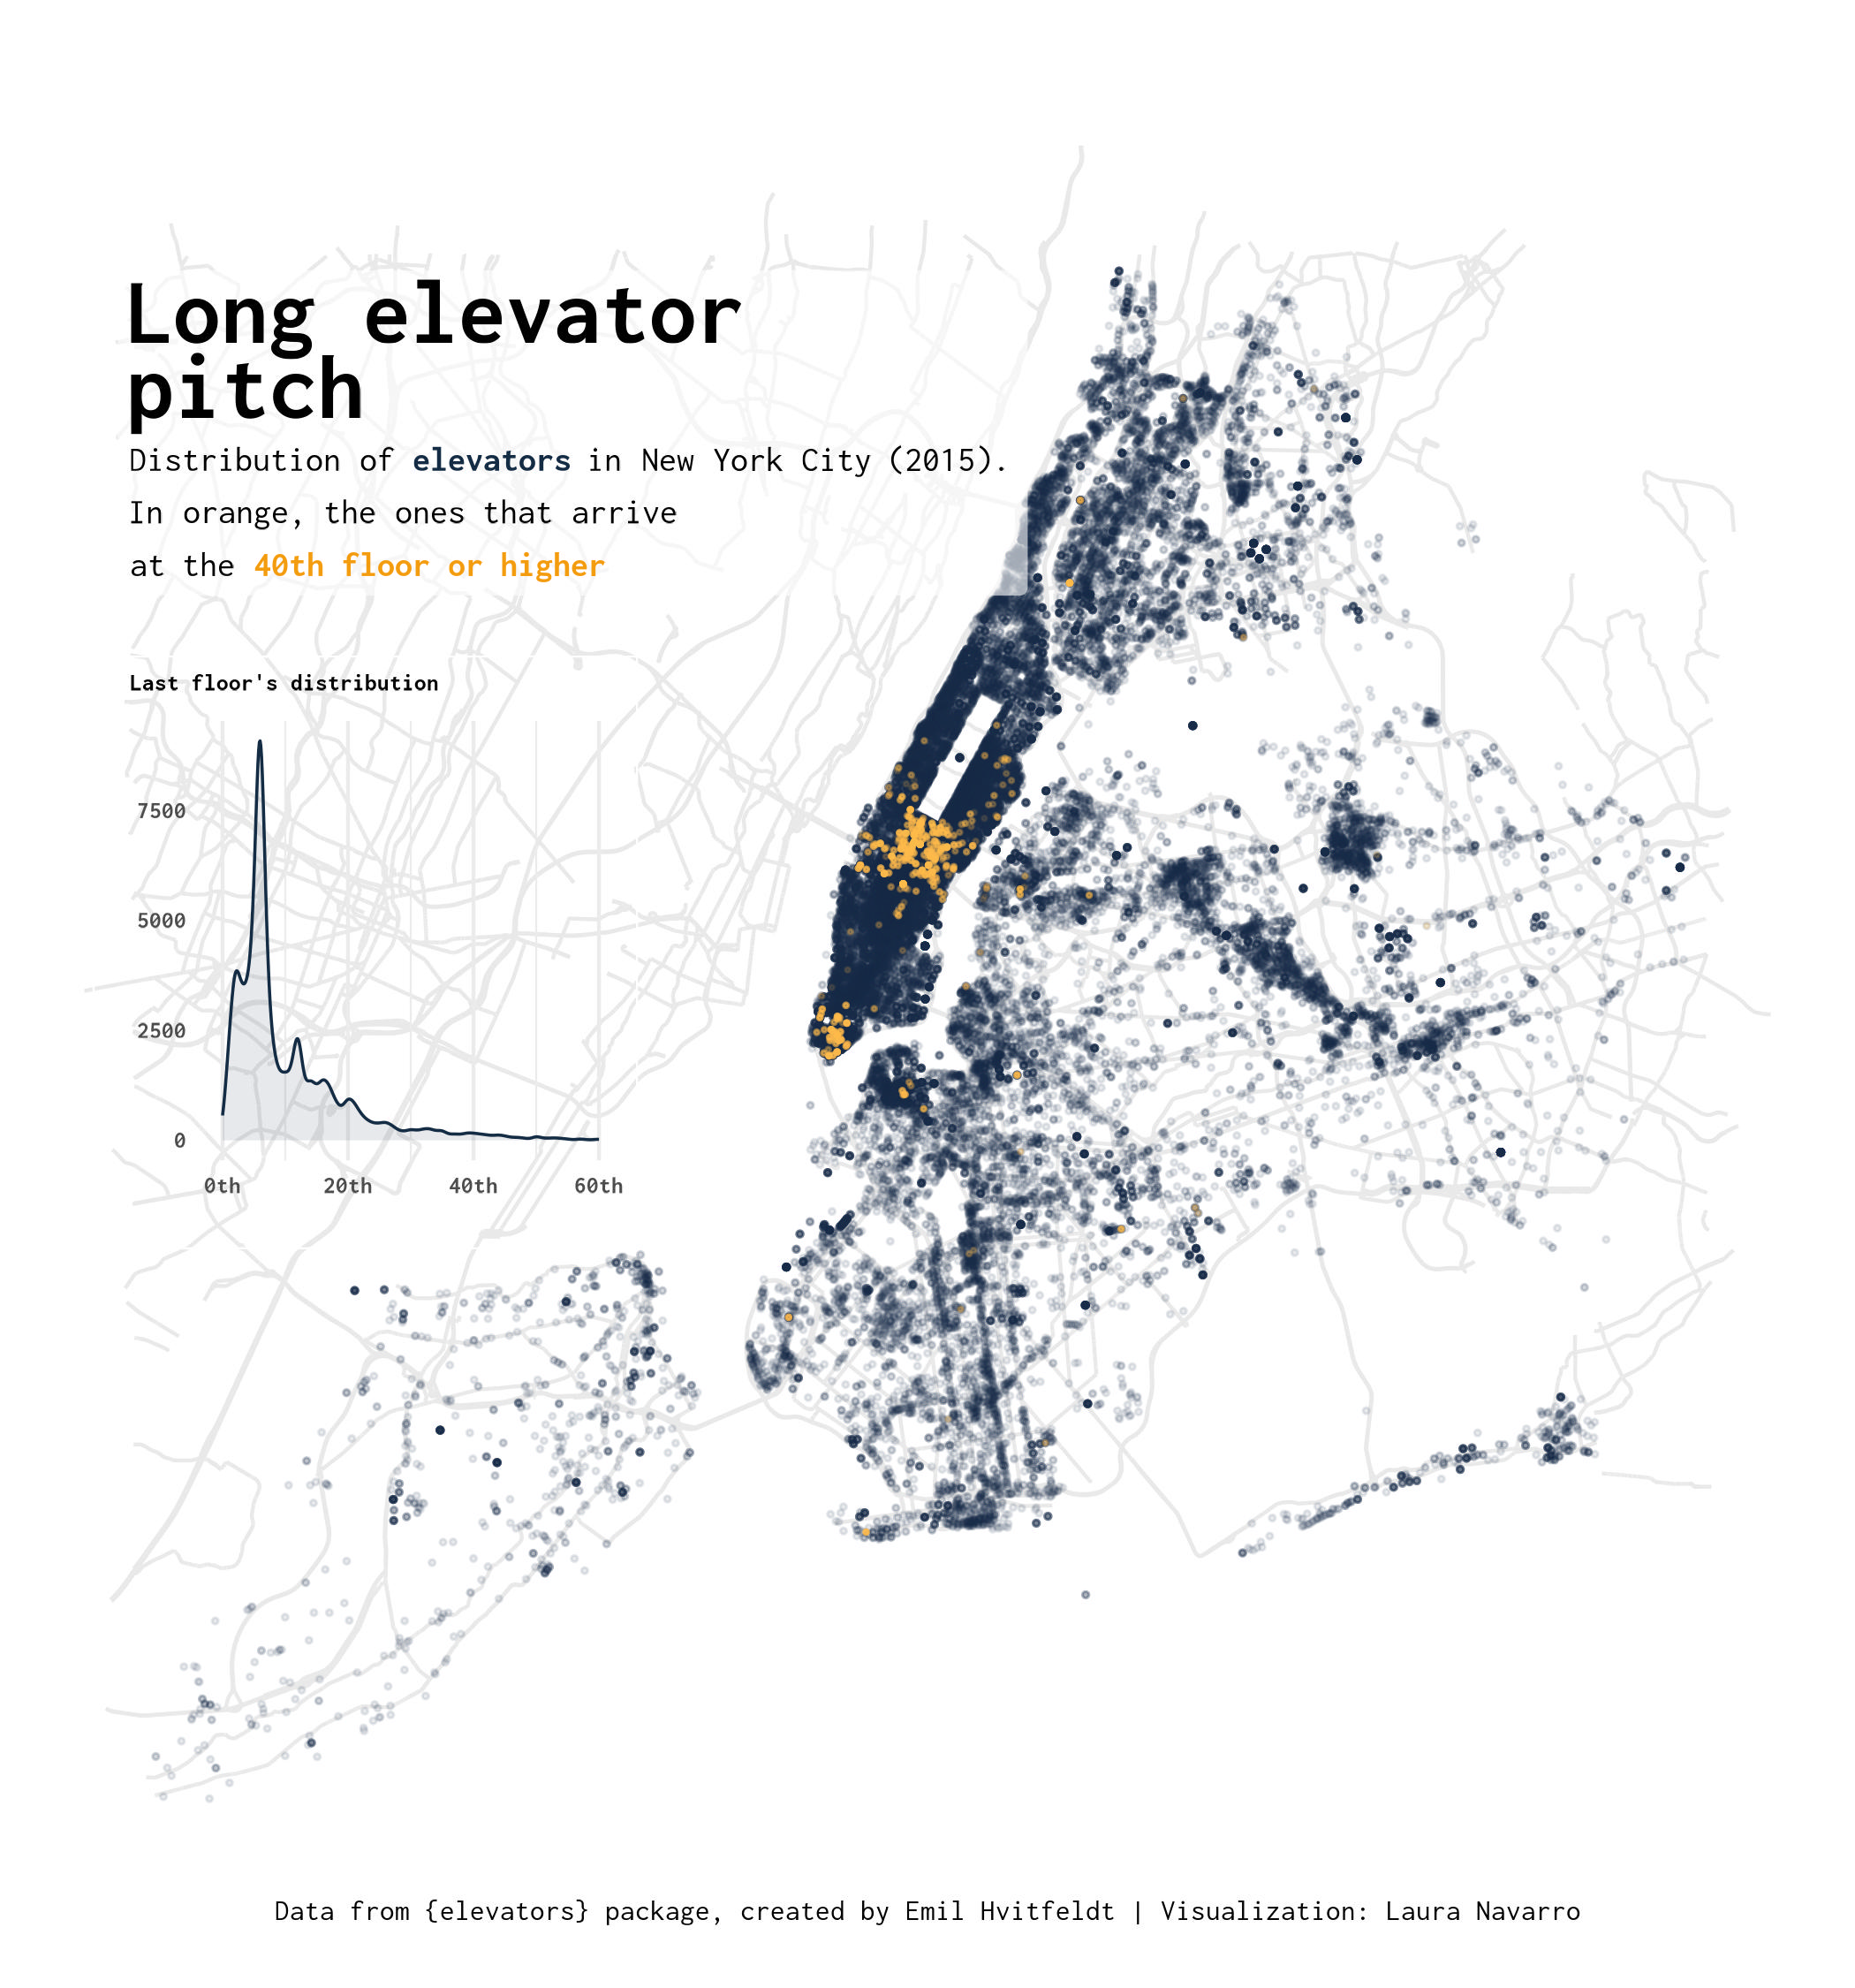 Long elevator
pitch
Distribution of elevators in New York City (2015).
In orange, the ones that arrive
at the 40th floor or higher
Last floor's distribution
7500
5000
2500
0
0th 20th 40th 60th
Data from {elevators} package, created by Emil Hvitfeldt | Visualization: Laura Navarro